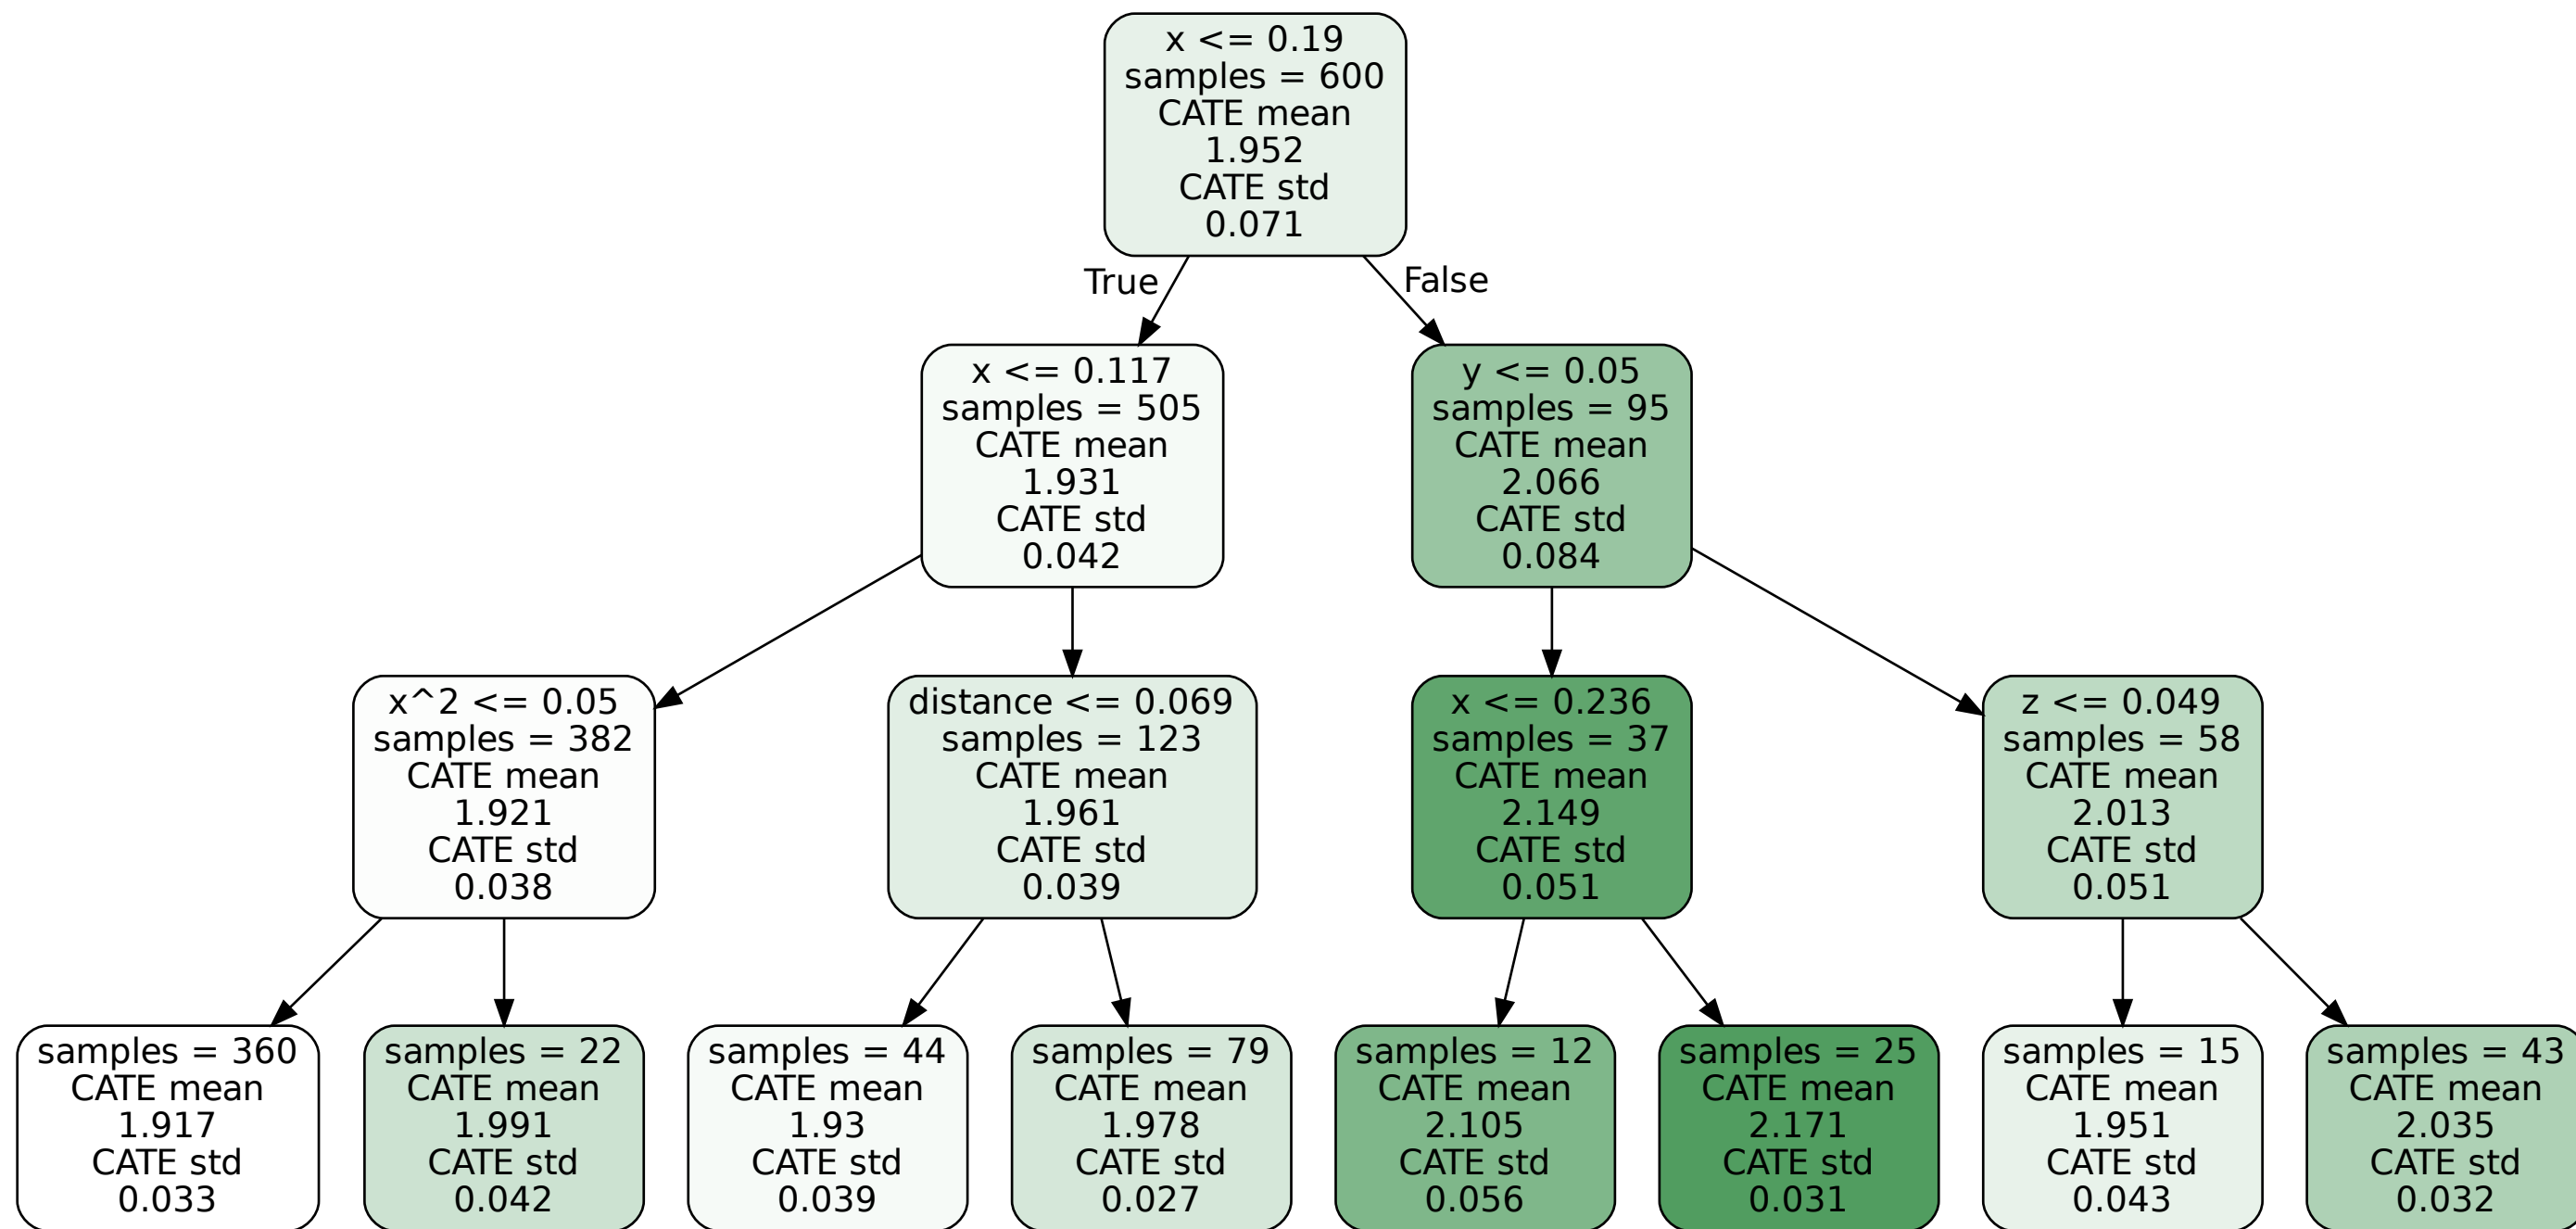 x <= 0.19
samples = 600
CATE mean
1.952
CATE std
0.071
True
False
x <= 0.117
samples = 505
CATE mean
1.931
CATE std
0.042
y <= 0.05
samples = 95
CATE mean
2.066
CATE std
0.084
x^2 <= 0.05
samples = 382
CATE mean
1.921
CATE std
0.038
distance <= 0.069
samples = 123
CATE mean
1.961
CATE std
0.039
x <= 0.236
samples = 37
CATE mean
2.149
CATE std
0.051
z <= 0.049
samples = 58
CATE mean
2.013
CATE std
0.051
samples = 360
CATE mean
1.917
CATE std
0.033
samples = 22
CATE mean
1.991
CATE std
0.042
samples = 44
CATE mean
1.93
CATE std
0.039
samples = 79
CATE mean
1.978
CATE std
0.027
samples = 12
CATE mean
2.105
CATE std
0.056
samples = 25
CATE mean
2.171
CATE std
0.031
samples = 15
CATE mean
1.951
CATE std
0.043
samples = 43
CATE mean
2.035
CATE std
0.032